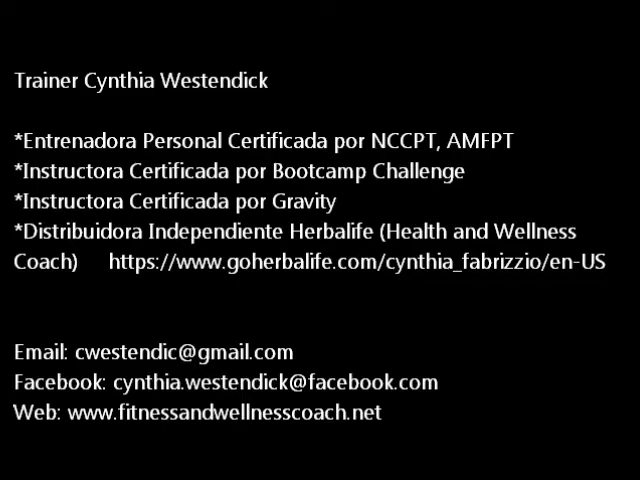 Trainer Cynthia Westendick
*Entrenadora Personal Certificada por NCCPT, AMFPT
*Instructora Certificada por Bootcamp Challenge
*Instructora Certificada por Gravity
*Distribuidora Independiente Herbalife (Health and Wellness
Coach) https://www.goherbalife.com/cynthia_fabrizzio/en-US
Email: cwestendic@gmail.com
Facebook: cynthia.westendick@facebook.com
Web: www.fitnessandwellnesscoach.net